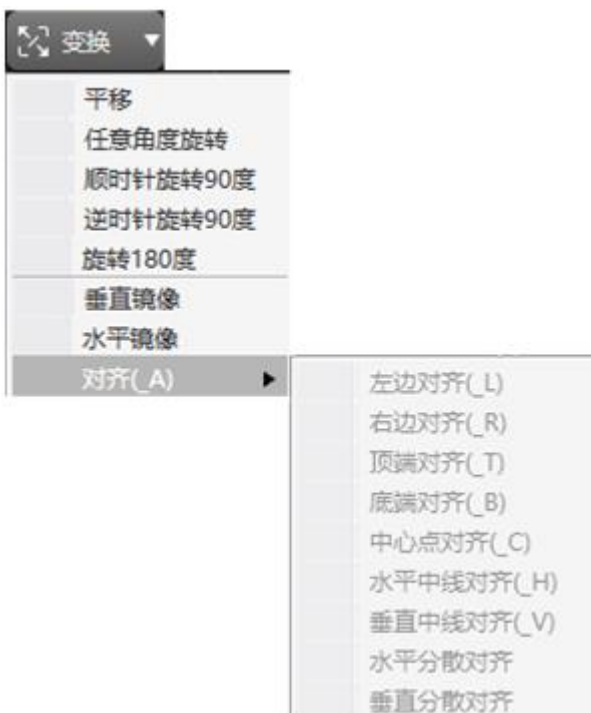 变换
平移
任意角度旋转
顺时针旋转90度
逆时针旋转90度
旋转180度
垂直镜像
水平镜像
对齐(_A)
左边对齐(_L)
右边对齐(_R)
顶端对齐(_T)
底端对齐(_B)
中心点对齐(_C)
水平中线对齐(_H)
垂直中线对齐(_V)
水平分散对齐
垂直分散对齐